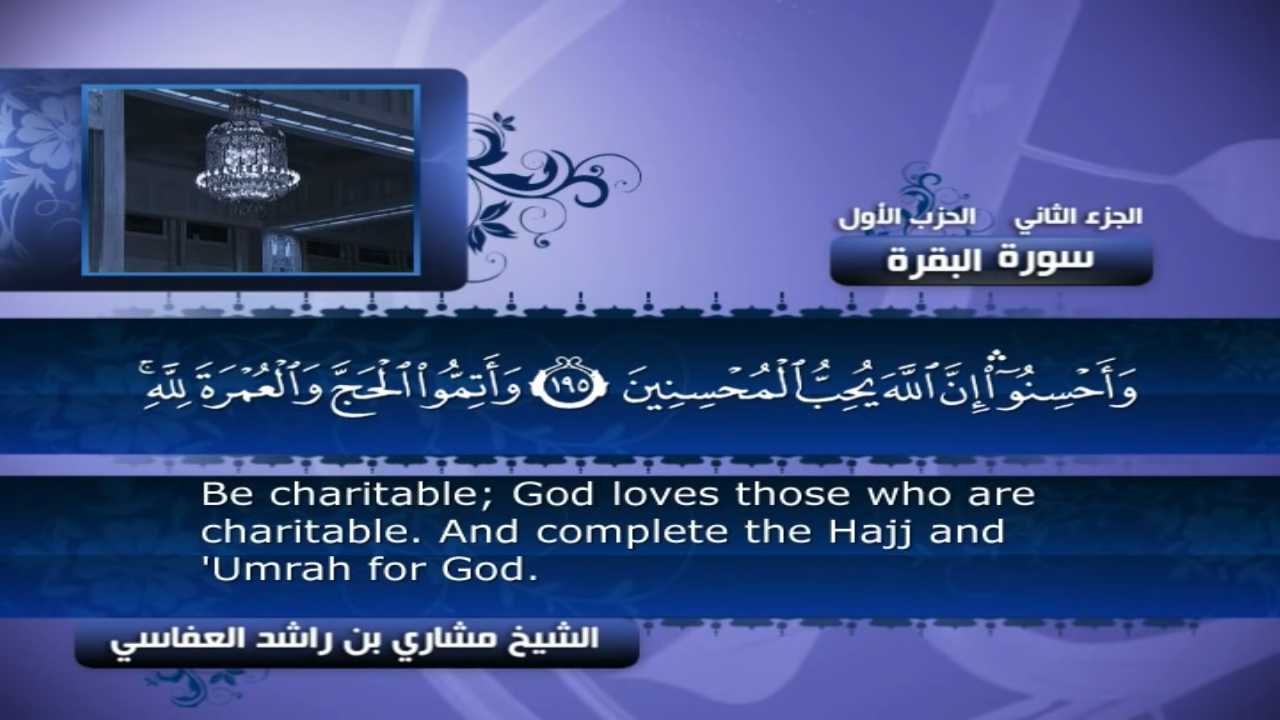 الجزء الثاني الحزب الأول
سورة البقرة
وَأَحْسِنُوٓا۟ ۛ إِنَّ ٱللَّهَ يُحِبُّ ٱلْمُحْسِنِينَ ١٩٥ وَأَتِمُّوا۟ ٱلْحَجَّ وَٱلْعُمْرَةَ لِلَّهِ ۚ
Be charitable; God loves those who are
charitable. And complete the Hajj and
'Umrah for God.
الشيخ مشاري بن راشد العفاسي